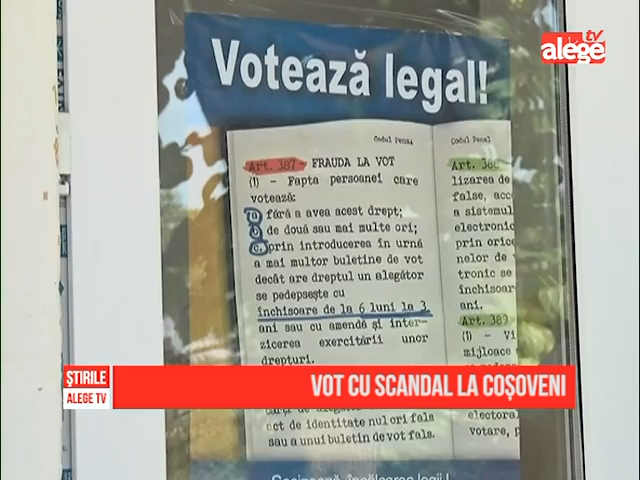 alege tv
Votează legal!
Codul Penal
Art. 387 - FRAUDA LA VOT
(1) - Fapta persoanei care
votează:
a fără a avea acest drept;
de două sau mai multe ori;
c. prin introducerea în urnă
a mai multor buletine de vot
decât are dreptul un alegător
se pedepsește cu
închisoare de la 6 luni la 3
ani sau cu amendă și inter-
zicerea exercitării unor
drepturi.
act de identitate nul ori fals
sau a unui buletin de vot fals.
Codul Penal
Art. 388
lizarea de
false, acc
a sistemul
electronic
prin orice
nelor de v
tronic se
închisoar
ani.
Art. 389
(1) - Vi
mijloace
electora
votare, p
ȘTIRILE
ALEGE TV
VOT CU SCANDAL LA COȘOVENI